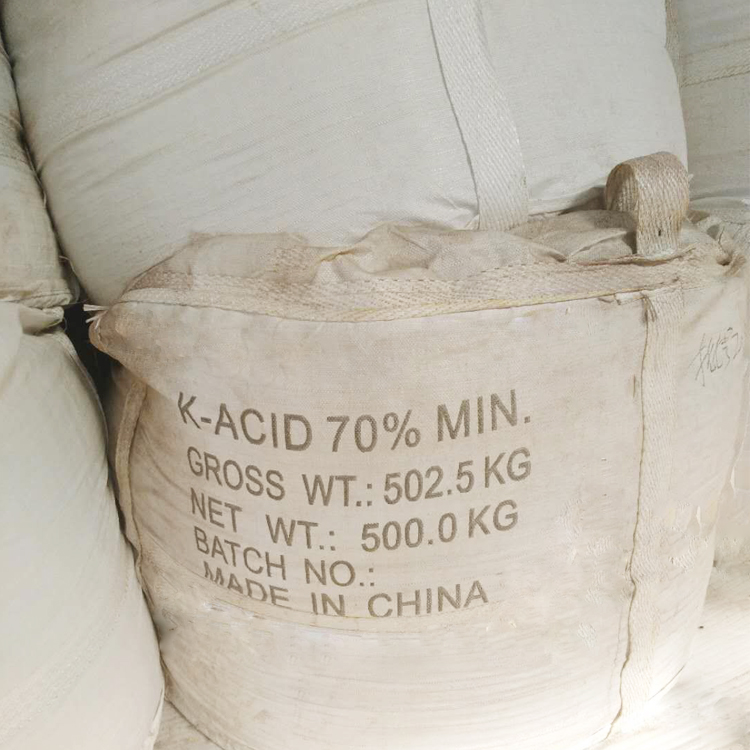 K-ACID 70% MIN.
GROSS WT.: 502.5 KG
NET WT.: 500.0 KG
BATCH NO.:
MADE IN CHINA